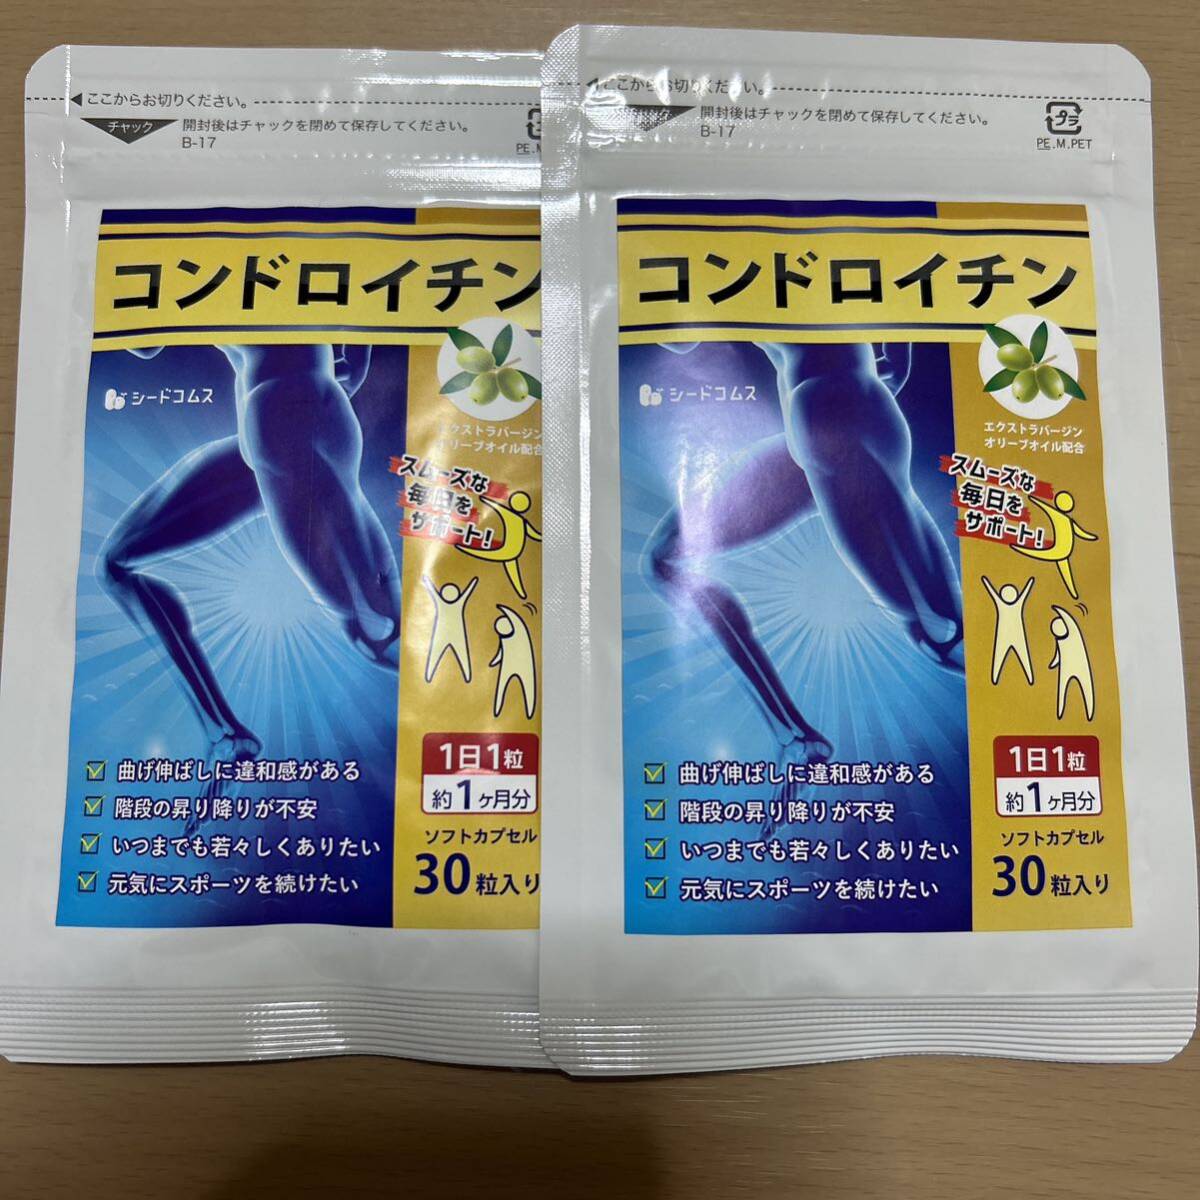 ここからお切りください。
チャック
開封後はチャックを閉めて保存してください。
B-17
PE.M
コンドロイチン
シードコムス
エクストラバージン
オリーブオイル配合
スムーズな
毎日を
サポート!
曲げ伸ばしに違和感がある
階段の昇り降りが不安
いつまでも若々しくありたい
元気にスポーツを続けたい
1日1粒
約1ヶ月分
ソフトカプセル
30粒入り
ここからお切りください。
開封後はチャックを閉めて保存してください。
B-17
プラ
PE.M.PET
コンドロイチン
シードコムス
エクストラバージン
オリーブオイル配合
スムーズな
毎日を
サポート!
曲げ伸ばしに違和感がある
階段の昇り降りが不安
いつまでも若々しくありたい
元気にスポーツを続けたい
1日1粒
約1ヶ月分
ソフトカプセル
30粒入り